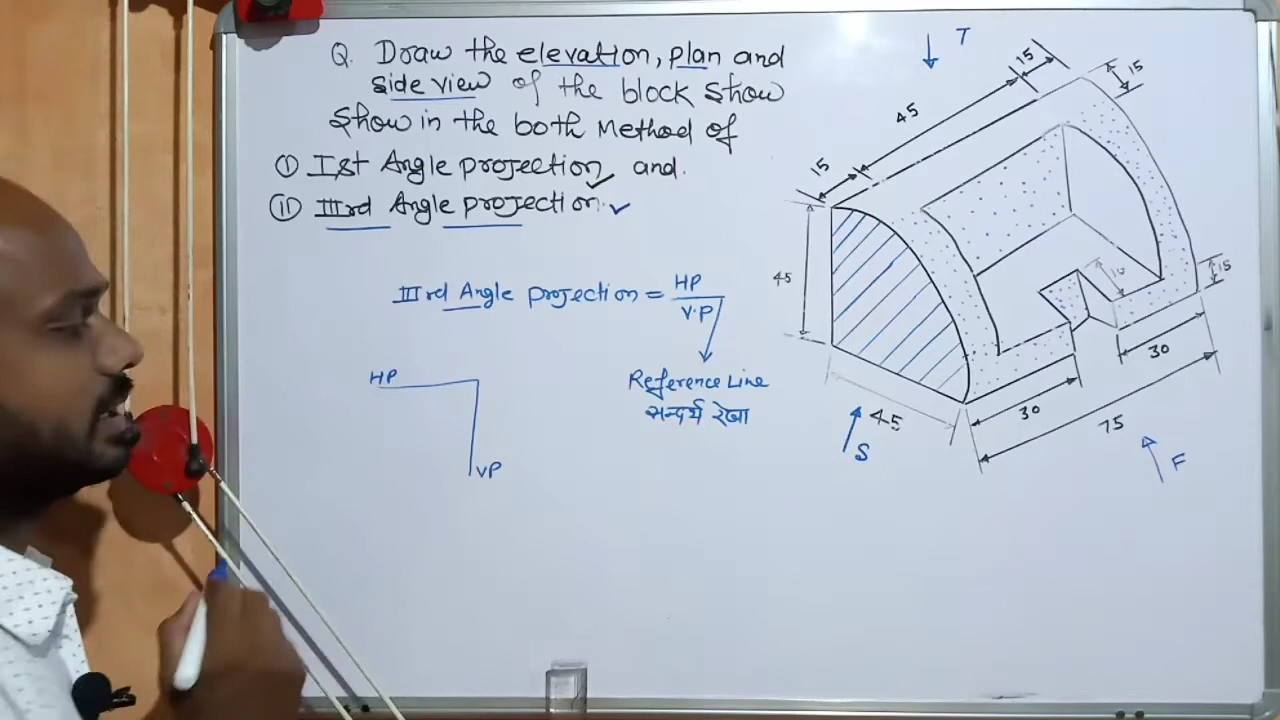 Q. Draw the elevation, plan and
side view of the block show
show in the both Method of
① Ist Angle projection and.
② IIIrd Angle projection.
IIIrd Angle projection = HP
V.P
HP
VP
Reference Line
सन्दर्भ रेखा
T
15
15
45
15
45
10
15
30
30
75
45
S
F